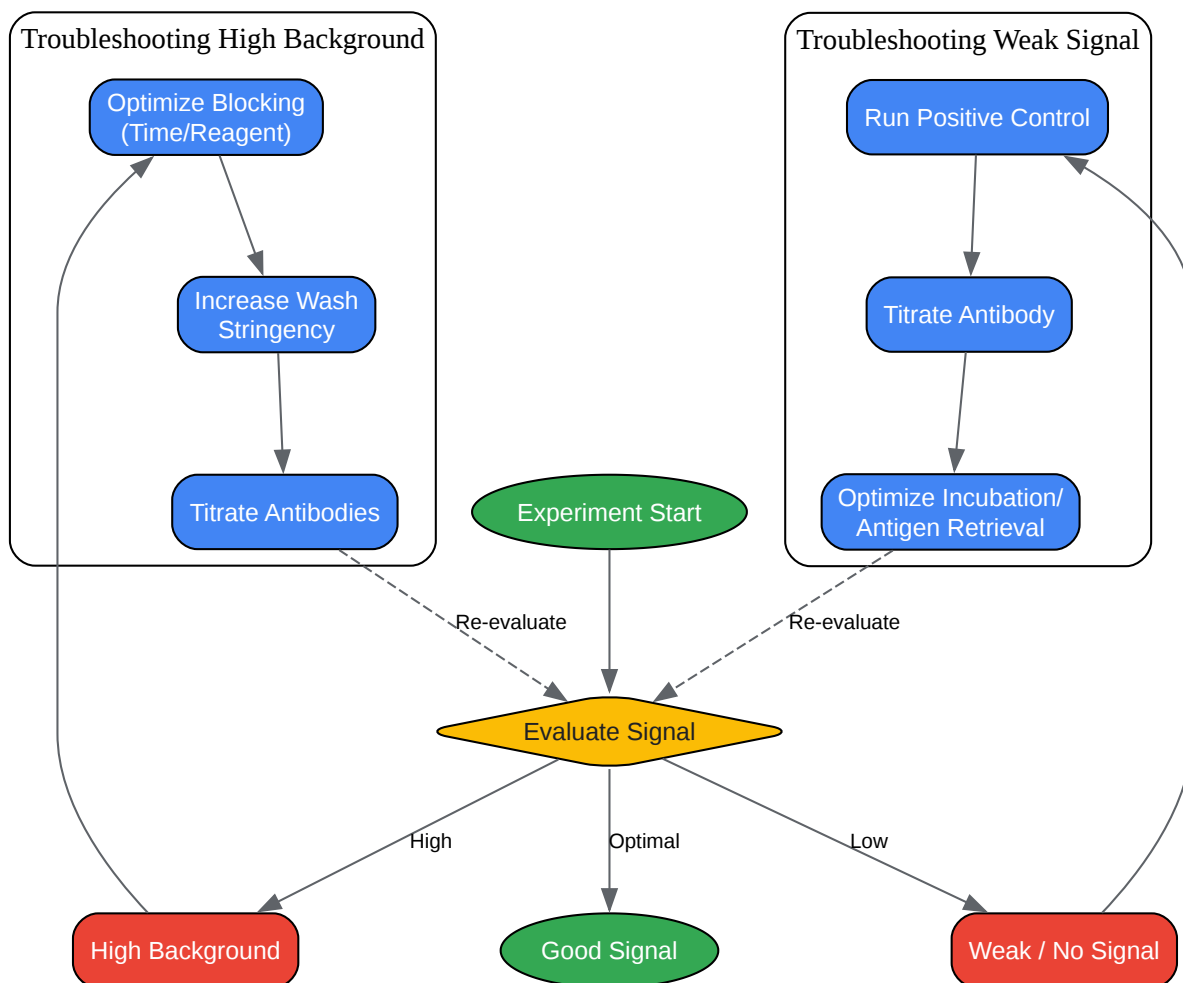 Troubleshooting High Background
Optimize Blocking
(Time/Reagent)
Increase Wash
Stringency
Titrate Antibodies
Troubleshooting Weak Signal
Run Positive Control
Titrate Antibody
Optimize Incubation/
Antigen Retrieval
Experiment Start
Re-evaluate
Re-evaluate
Evaluate Signal
High
Optimal
Low
High Background
Good Signal
Weak / No Signal